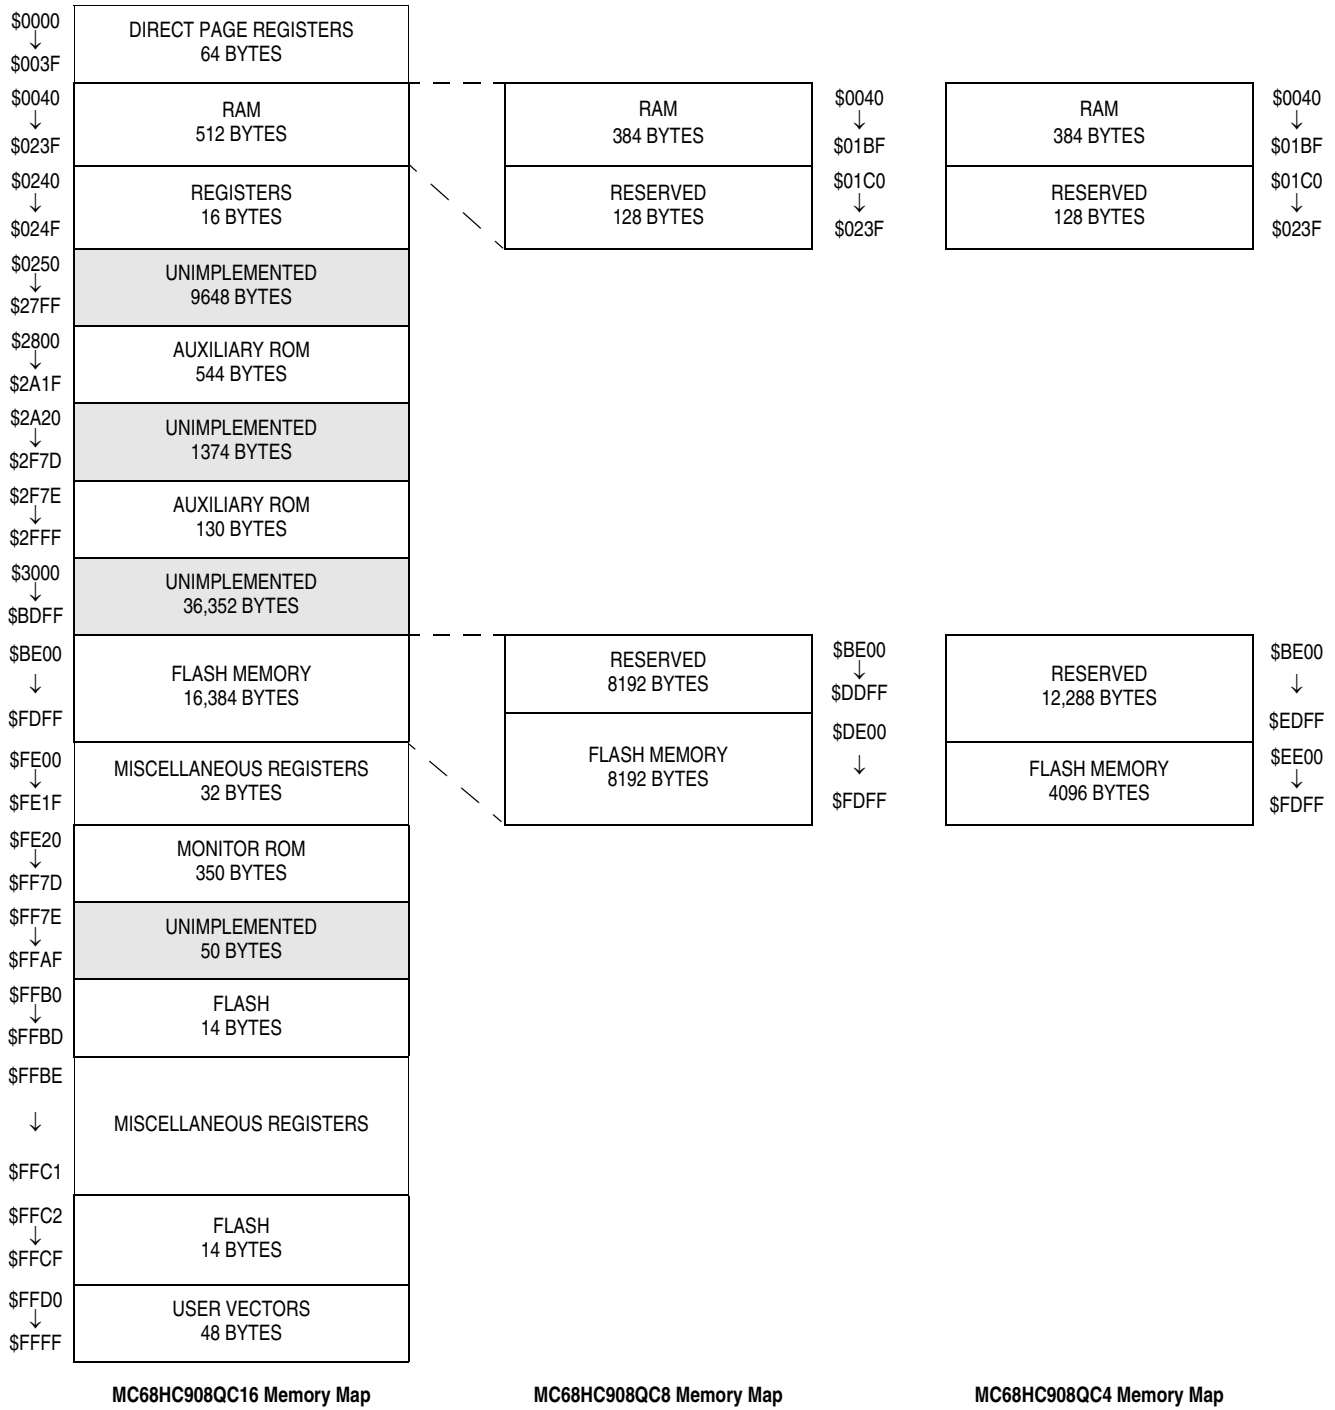 $0000
↓
$003F
DIRECT PAGE REGISTERS
64 BYTES
$0040
↓
$023F
RAM
512 BYTES
RAM
384 BYTES
$0040
↓
$01BF
RAM
384 BYTES
$0040
↓
$01BF
$0240
↓
$024F
REGISTERS
16 BYTES
RESERVED
128 BYTES
$01C0
↓
$023F
RESERVED
128 BYTES
$01C0
↓
$023F
$0250
↓
$27FF
UNIMPLEMENTED
9648 BYTES
$2800
↓
$2A1F
AUXILIARY ROM
544 BYTES
$2A20
↓
$2F7D
UNIMPLEMENTED
1374 BYTES
$2F7E
↓
$2FFF
AUXILIARY ROM
130 BYTES
$3000
↓
$BDFF
UNIMPLEMENTED
36,352 BYTES
$BE00
↓
$FDFF
FLASH MEMORY
16,384 BYTES
RESERVED
8192 BYTES
$BE00
↓
$DDFF
RESERVED
12,288 BYTES
$BE00
↓
$EDFF
$FE00
↓
$FE1F
MISCELLANEOUS REGISTERS
32 BYTES
FLASH MEMORY
8192 BYTES
$DE00
↓
$FDFF
FLASH MEMORY
4096 BYTES
$EE00
↓
$FDFF
$FE20
↓
$FF7D
MONITOR ROM
350 BYTES
$FF7E
↓
$FFAF
UNIMPLEMENTED
50 BYTES
$FFB0
↓
$FFBD
FLASH
14 BYTES
$FFBE
↓
$FFC1
MISCELLANEOUS REGISTERS
$FFC2
↓
$FFCF
FLASH
14 BYTES
$FFD0
↓
$FFFF
USER VECTORS
48 BYTES
MC68HC908QC16 Memory Map
MC68HC908QC8 Memory Map
MC68HC908QC4 Memory Map